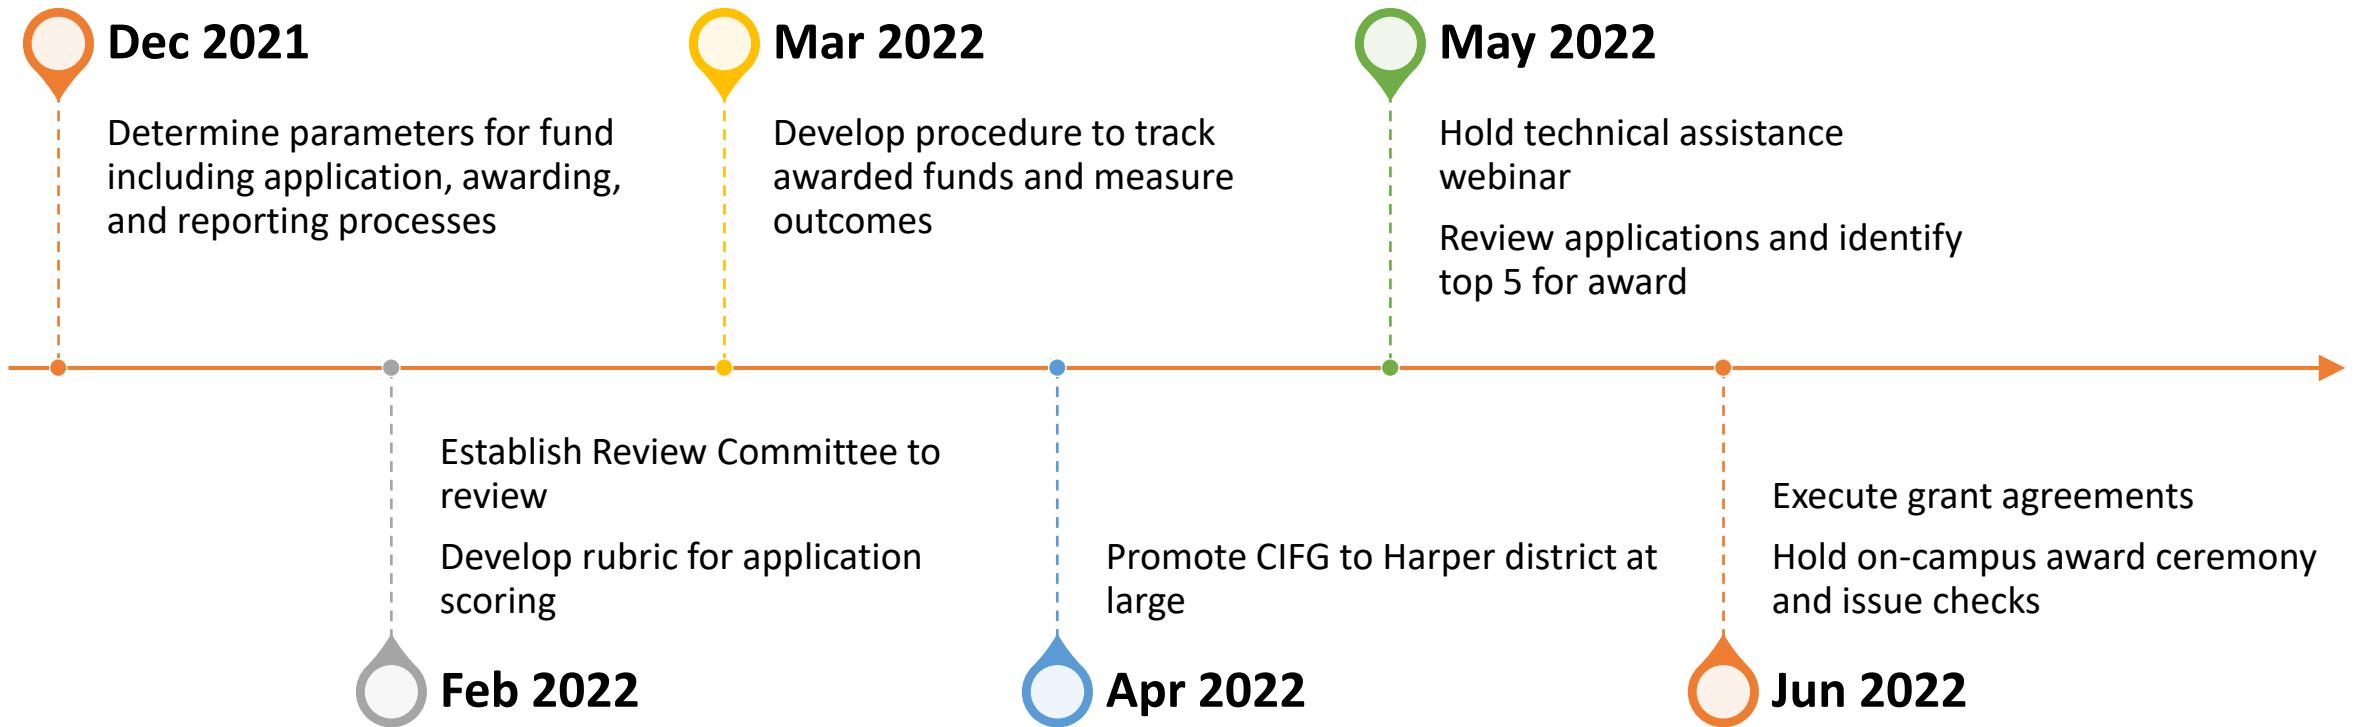 Dec 2021
Determine parameters for fund
including application, awarding,
and reporting processes
Mar 2022
Develop procedure to track
awarded funds and measure
outcomes
May 2022
Hold technical assistance
webinar
Review applications and identify
top 5 for award
Establish Review Committee to
review
Develop rubric for application
scoring
Feb 2022
Promote CIFG to Harper district at
large
Apr 2022
Execute grant agreements
Hold on-campus award ceremony
and issue checks
Jun 2022